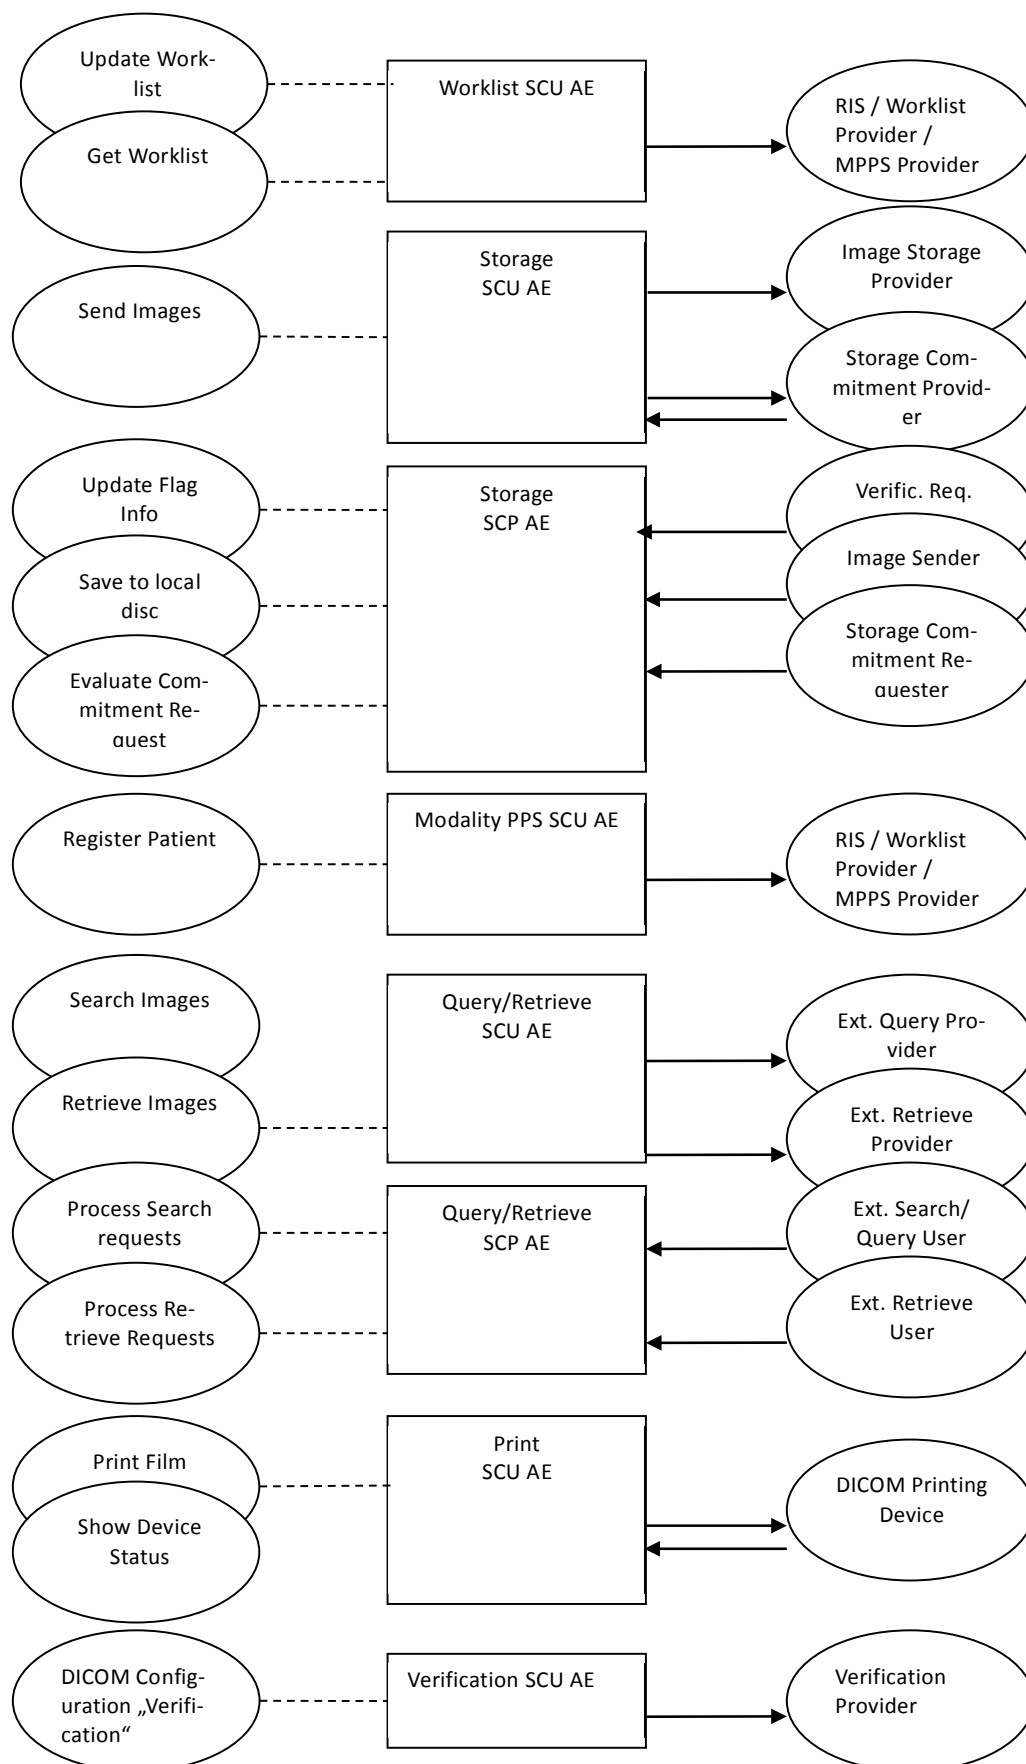 Update Work-
list
Get Worklist
Worklist SCU AE
RIS / Worklist
Provider /
MPPS Provider
Send Images
Storage
SCU AE
Image Storage
Provider
Storage Com-
mitment Provid-
er
Update Flag
Info
Save to local
disc
Evaluate Com-
mitment Re-
quest
Storage
SCP AE
Verific. Req.
Image Sender
Storage Com-
mitment Re-
quester
Register Patient
Modality PPS SCU AE
RIS / Worklist
Provider /
MPPS Provider
Search Images
Retrieve Images
Query/Retrieve
SCU AE
Ext. Query Pro-
vider
Ext. Retrieve
Provider
Process Search
requests
Process Re-
trieve Requests
Query/Retrieve
SCP AE
Ext. Search/
Query User
Ext. Retrieve
User
Print Film
Show Device
Status
Print
SCU AE
DICOM Printing
Device
DICOM Config-
uration „Verifi-
cation“
Verification SCU AE
Verification
Provider